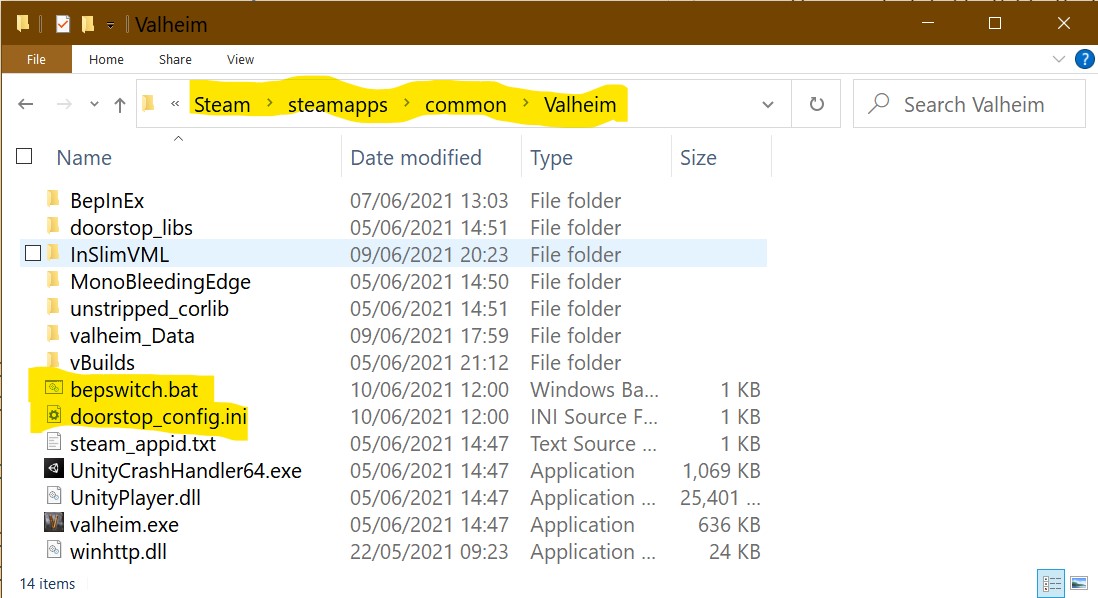 Valheim
File Home Share View
« Steam > steamapps > common > Valheim Search Valheim
Name Date modified Type Size
BepInEx 07/06/2021 13:03 File folder
doorstop_libs 05/06/2021 14:51 File folder
InSlimVML 09/06/2021 20:23 File folder
MonoBleedingEdge 05/06/2021 14:50 File folder
unstripped_corlib 05/06/2021 14:51 File folder
valheim_Data 09/06/2021 17:59 File folder
vBuilds 05/06/2021 21:12 File folder
bepswitch.bat 10/06/2021 12:00 Windows Ba... 1 KB
doorstop_config.ini 10/06/2021 12:00 INI Source F... 1 KB
steam_appid.txt 05/06/2021 14:47 Text Source ... 1 KB
UnityCrashHandler64.exe 05/06/2021 14:47 Application 1,069 KB
UnityPlayer.dll 05/06/2021 14:47 Application ... 25,401 ...
valheim.exe 05/06/2021 14:47 Application 636 KB
winhttp.dll 22/05/2021 09:23 Application ... 24 KB
14 items